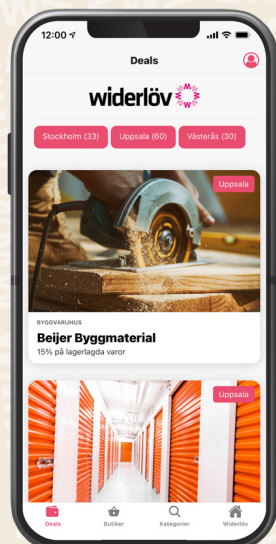 12:00
Deals
widerlöv
Stockholm (33) Uppsala (60) Västerås (30)
Uppsala
BYGGVARUHUS
Beijer Byggmaterial
15% på lagerlagda varor
Uppsala
Deals Butiker Kategorier Widerlöv